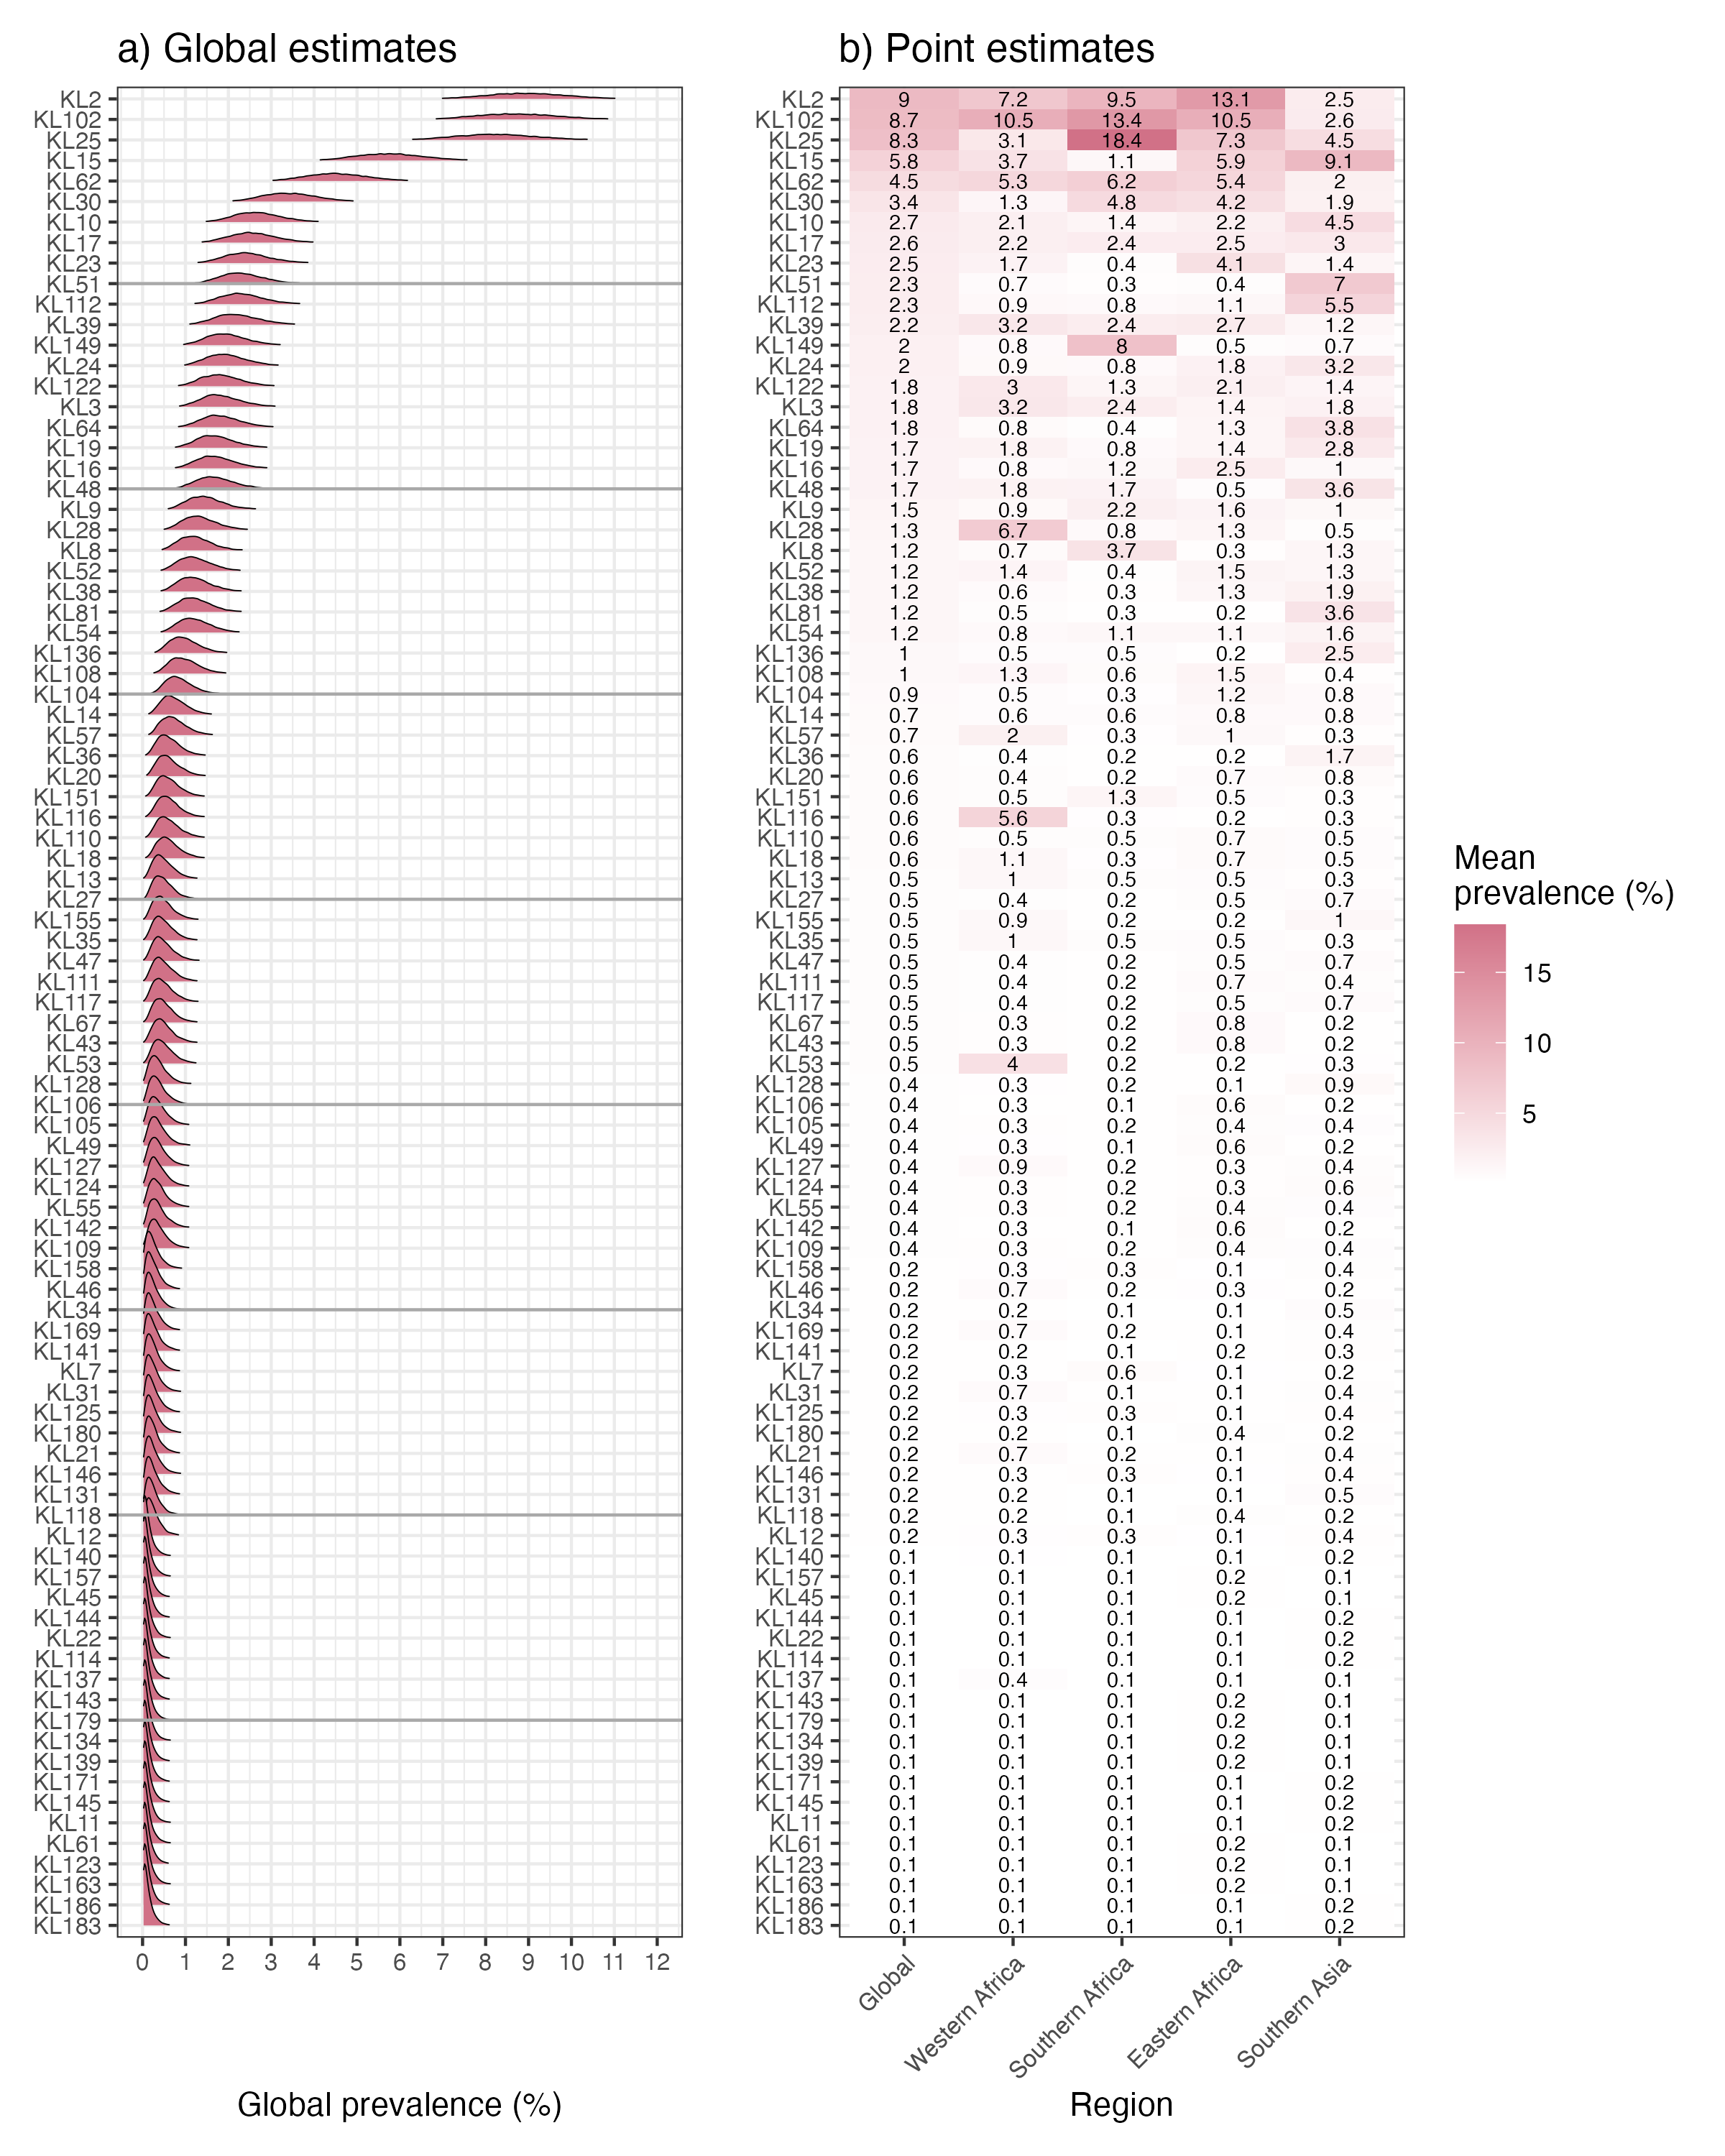 a) Global estimates
KL2
KL102
KL25
KL15
KL62
KL30
KL10
KL17
KL23
KL51
KL112
KL39
KL149
KL24
KL122
KL3
KL64
KL19
KL16
KL48
KL9
KL28
KL8
KL52
KL38
KL81
KL54
KL136
KL108
KL104
KL14
KL57
KL36
KL20
KL151
KL116
KL110
KL18
KL13
KL27
KL155
KL35
KL47
KL111
KL117
KL67
KL43
KL53
KL128
KL106
KL105
KL49
KL127
KL124
KL55
KL142
KL109
KL158
KL46
KL34
KL169
KL141
KL7
KL31
KL125
KL180
KL21
KL146
KL131
KL118
KL12
KL140
KL157
KL45
KL144
KL22
KL114
KL137
KL143
KL179
KL134
KL139
KL171
KL145
KL11
KL61
KL123
KL163
KL186
KL183
0 1 2 3 4 5 6 7 8 9 10 11 12
Global prevalence (%)
b) Point estimates
KL2 9 7.2 9.5 13.1 2.5
KL102 8.7 10.5 13.4 10.5 2.6
KL25 8.3 3.1 18.4 7.3 4.5
KL15 5.8 3.7 1.1 5.9 9.1
KL62 4.5 5.3 6.2 5.4 2
KL30 3.4 1.3 4.8 4.2 1.9
KL10 2.7 2.1 1.4 2.2 4.5
KL17 2.6 2.2 2.4 2.5 3
KL23 2.5 1.7 0.4 4.1 1.4
KL51 2.3 0.7 0.3 0.4 7
KL112 2.3 0.9 0.8 1.1 5.5
KL39 2.2 3.2 2.4 2.7 1.2
KL149 2 0.8 8 0.5 0.7
KL24 2 0.9 0.8 1.8 3.2
KL122 1.8 3 1.3 2.1 1.4
KL3 1.8 3.2 2.4 1.4 1.8
KL64 1.8 0.8 0.4 1.3 3.8
KL19 1.7 1.8 0.8 1.4 2.8
KL16 1.7 0.8 1.2 2.5 1
KL48 1.7 1.8 1.7 0.5 3.6
KL9 1.5 0.9 2.2 1.6 1
KL28 1.3 6.7 0.8 1.3 0.5
KL8 1.2 0.7 3.7 0.3 1.3
KL52 1.2 1.4 0.4 1.5 1.3
KL38 1.2 0.6 0.3 1.3 1.9
KL81 1.2 0.5 0.3 0.2 3.6
KL54 1.2 0.8 1.1 1.1 1.6
KL136 1 0.5 0.5 0.2 2.5
KL108 1 1.3 0.6 1.5 0.4
KL104 0.9 0.5 0.3 1.2 0.8
KL14 0.7 0.6 0.6 0.8 0.8
KL57 0.7 2 0.3 1 0.3
KL36 0.6 0.4 0.2 0.2 1.7
KL20 0.6 0.4 0.2 0.7 0.8
KL151 0.6 0.5 1.3 0.5 0.3
KL116 0.6 5.6 0.3 0.2 0.3
KL110 0.6 0.5 0.5 0.7 0.5
KL18 0.6 1.1 0.3 0.7 0.5
KL13 0.5 1 0.5 0.5 0.3
KL27 0.5 0.4 0.2 0.5 0.7
KL155 0.5 0.9 0.2 0.2 1
KL35 0.5 1 0.5 0.5 0.3
KL47 0.5 0.4 0.2 0.5 0.7
KL111 0.5 0.4 0.2 0.7 0.4
KL117 0.5 0.4 0.2 0.5 0.7
KL67 0.5 0.3 0.2 0.8 0.2
KL43 0.5 0.3 0.2 0.8 0.2
KL53 0.5 4 0.2 0.2 0.3
KL128 0.4 0.3 0.2 0.1 0.9
KL106 0.4 0.3 0.1 0.6 0.2
KL105 0.4 0.3 0.2 0.4 0.4
KL49 0.4 0.3 0.1 0.6 0.2
KL127 0.4 0.9 0.2 0.3 0.4
KL124 0.4 0.3 0.2 0.3 0.6
KL55 0.4 0.3 0.2 0.4 0.4
KL142 0.4 0.3 0.1 0.6 0.2
KL109 0.4 0.3 0.2 0.4 0.4
KL158 0.2 0.3 0.3 0.1 0.4
KL46 0.2 0.7 0.2 0.3 0.2
KL34 0.2 0.2 0.1 0.1 0.5
KL169 0.2 0.7 0.2 0.1 0.4
KL141 0.2 0.2 0.1 0.2 0.3
KL7 0.2 0.3 0.6 0.1 0.2
KL31 0.2 0.7 0.1 0.1 0.4
KL125 0.2 0.3 0.3 0.1 0.4
KL180 0.2 0.2 0.1 0.4 0.2
KL21 0.2 0.7 0.2 0.1 0.4
KL146 0.2 0.3 0.3 0.1 0.4
KL131 0.2 0.2 0.1 0.1 0.5
KL118 0.2 0.2 0.1 0.4 0.2
KL12 0.2 0.3 0.3 0.1 0.4
KL140 0.1 0.1 0.1 0.1 0.2
KL157 0.1 0.1 0.1 0.2 0.1
KL45 0.1 0.1 0.1 0.2 0.1
KL144 0.1 0.1 0.1 0.1 0.2
KL22 0.1 0.1 0.1 0.1 0.2
KL114 0.1 0.1 0.1 0.1 0.2
KL137 0.1 0.4 0.1 0.1 0.1
KL143 0.1 0.1 0.1 0.2 0.1
KL179 0.1 0.1 0.1 0.2 0.1
KL134 0.1 0.1 0.1 0.2 0.1
KL139 0.1 0.1 0.1 0.2 0.1
KL171 0.1 0.1 0.1 0.1 0.2
KL145 0.1 0.1 0.1 0.1 0.2
KL11 0.1 0.1 0.1 0.1 0.2
KL61 0.1 0.1 0.1 0.2 0.1
KL123 0.1 0.1 0.1 0.2 0.1
KL163 0.1 0.1 0.1 0.2 0.1
KL186 0.1 0.1 0.1 0.1 0.2
KL183 0.1 0.1 0.1 0.1 0.2
Global
Western Africa
Southern Africa
Eastern Africa
Southern Asia
Region
Mean
prevalence (%)
15
10
5